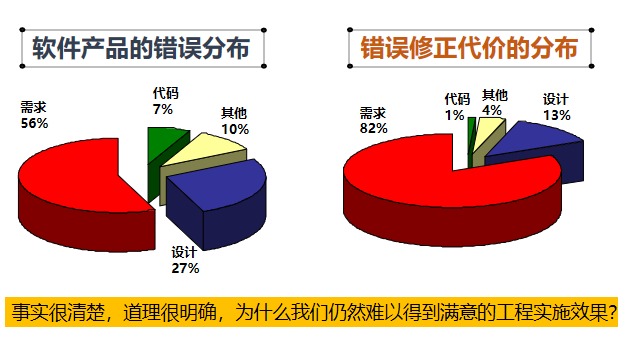 软件产品的错误分布
错误修正代价的分布
需求
56%
代码
7%
其他
10%
设计
27%
需求
82%
代码
1%
其他
4%
设计
13%
事实很清楚，道理很明确，为什么我们仍然难以得到满意的工程实施效果?